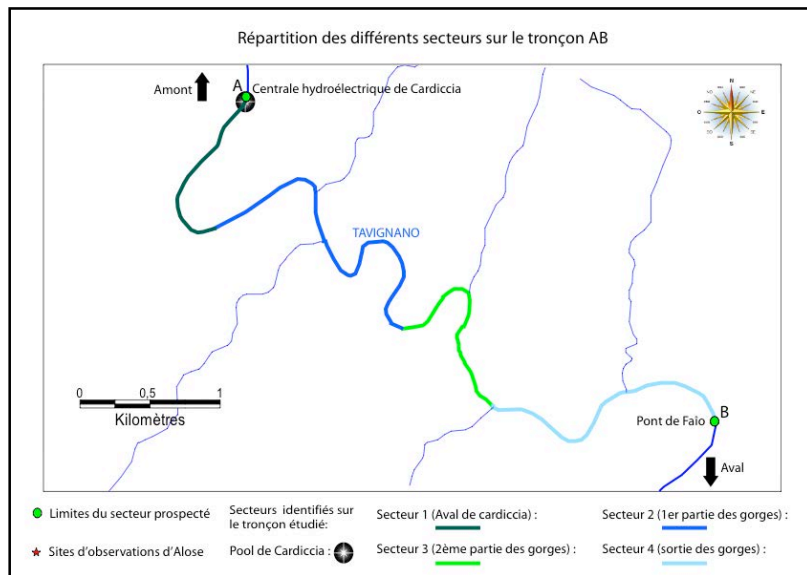 Répartition des différents secteurs sur le tronçon AB
Amont
A
Centrale hydroélectrique de Cardiccia
N
O
E
S
TAVIGNANO
0
0,5
1
Kilomètres
B
Pont de Faio
Aval
Limites du secteur prospecté
Sites d'observations d'Alose
Secteurs identifiés sur
le tronçon étudié:
Pool de Cardiccia :
Secteur 1 (Aval de cardiccia) :
Secteur 2 (1er partie des gorges) :
Secteur 3 (2ème partie des gorges) :
Secteur 4 (sortie des gorges) :